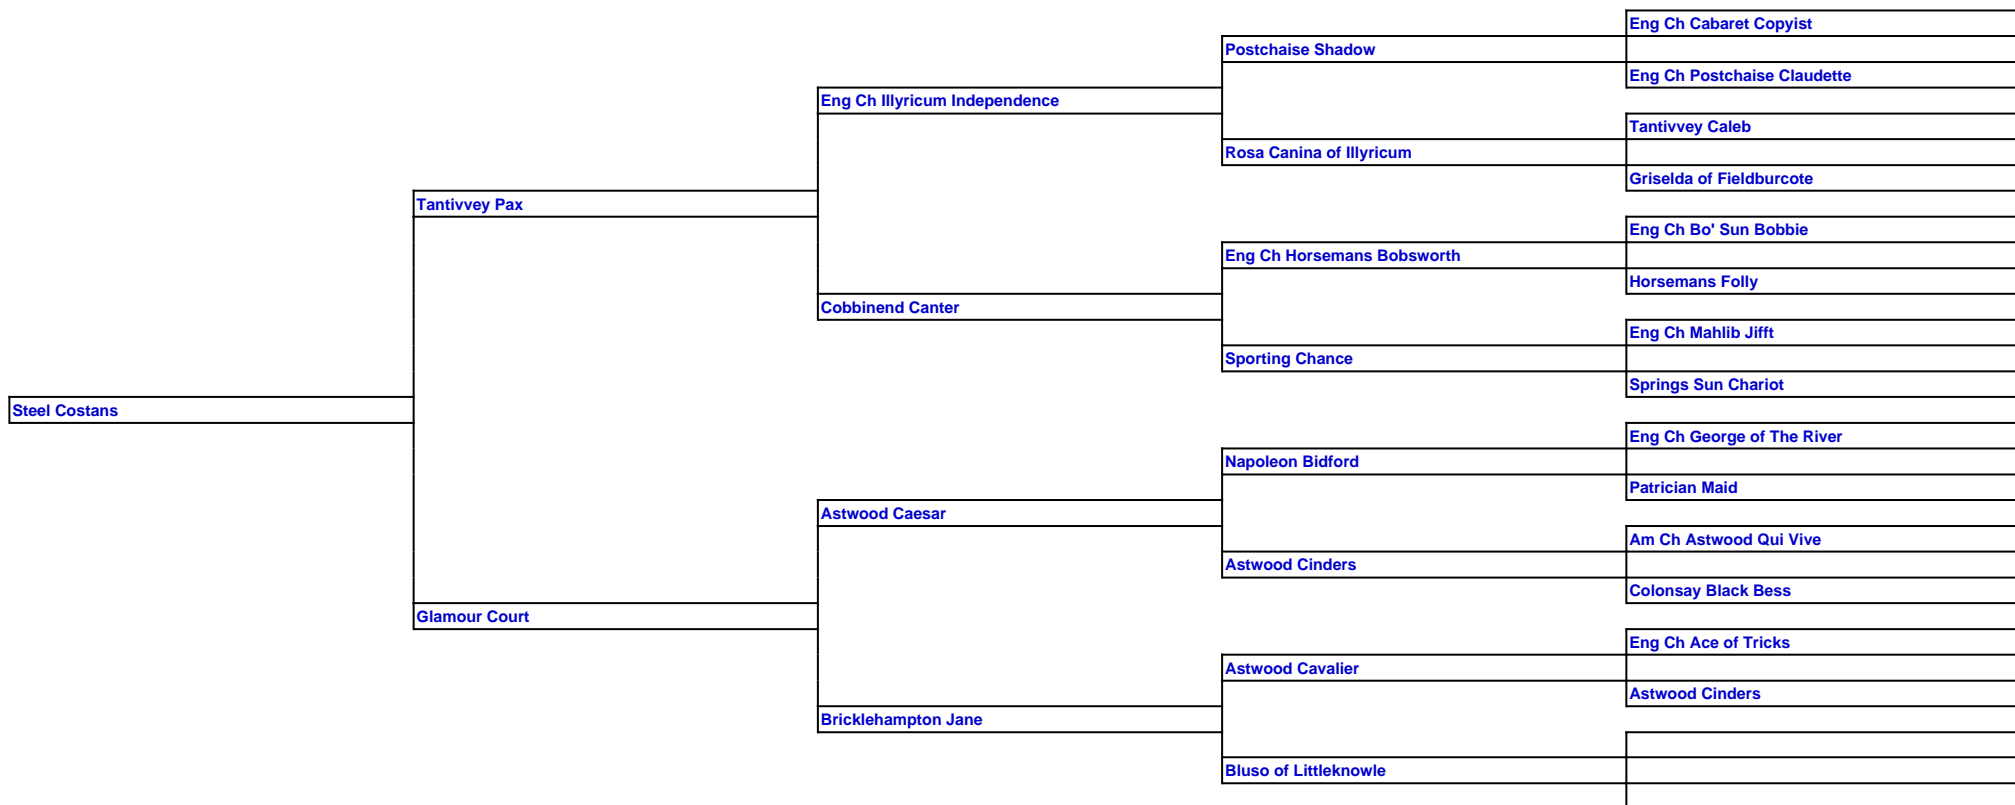 Eng Ch Cabaret Copyist
Postchaise Shadow
Eng Ch Postchaise Claudette
Eng Ch Illyricum Independence
Tantivvey Caleb
Rosa Canina of Illyricum
Griselda of Fieldburcote
Tantivvey Pax
Eng Ch Bo' Sun Bobbie
Eng Ch Horsemans Bobsworth
Horsemans Folly
Cobbinend Canter
Eng Ch Mahlib Jifft
Sporting Chance
Springs Sun Chariot
Steel Costans
Eng Ch George of The River
Napoleon Bidford
Patrician Maid
Astwood Caesar
Am Ch Astwood Qui Vive
Astwood Cinders
Colonsay Black Bess
Glamour Court
Eng Ch Ace of Tricks
Astwood Cavalier
Astwood Cinders
Bricklehampton Jane
Bluso of Littleknowle